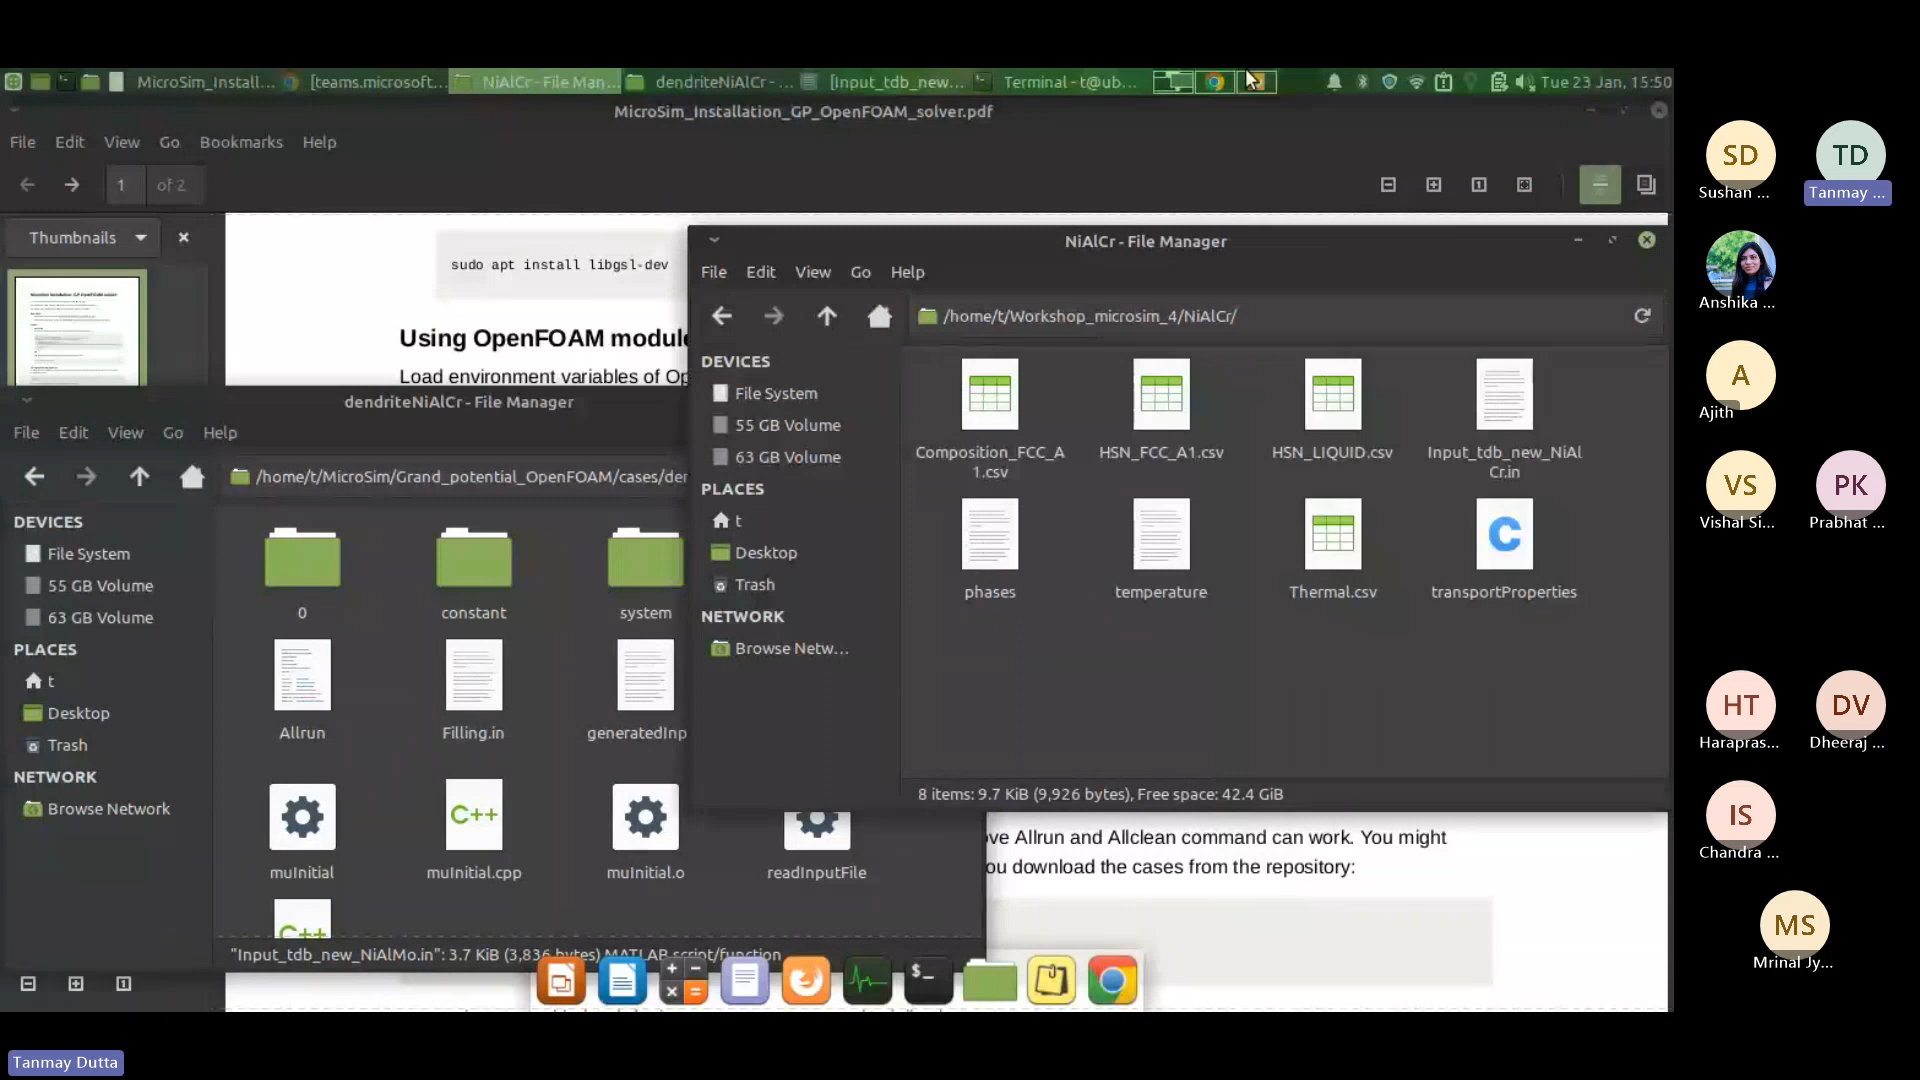 MicroSim_Install...
[teams.microsoft...
NiAlCr - File Man...
dendriteNiAlCr - ...
[Input_tdb_new...
Terminal - t@ub...
Tue 23 Jan, 15:50
MicroSim_Installation_GP_OpenFOAM_solver.pdf
File Edit View Go Bookmarks Help
1 of 2
Thumbnails
sudo apt install libgsl-dev
Using OpenFOAM module
Load environment variables of Op
NiAlCr - File Manager
File Edit View Go Help
/home/t/Workshop_microsim_4/NiAlCr/
DEVICES
File System
55 GB Volume
63 GB Volume
PLACES
t
Desktop
Trash
NETWORK
Browse Netw...
Composition_FCC_A
1.csv
HSN_FCC_A1.csv
HSN_LIQUID.csv
Input_tdb_new_NiAl
Cr.in
phases
temperature
Thermal.csv
C
transportProperties
8 items: 9.7 KiB (9,926 bytes), Free space: 42.4 GiB
dendriteNiAlCr - File Manager
File Edit View Go Help
/home/t/MicroSim/Grand_potential_OpenFOAM/cases/der
DEVICES
File System
55 GB Volume
63 GB Volume
PLACES
t
Desktop
Trash
NETWORK
Browse Network
0
constant
system
Allrun
Filling.in
generatedInp
muInitial
C++
muInitial.cpp
muInitial.o
readInputFile
C++
"Input_tdb_new_NiAlMo.in": 3.7 KiB (3,836 bytes) MATLAB script/function
ve Allrun and Allclean command can work. You might
ou download the cases from the repository:
SD
Sushan ...
TD
Tanmay ...
Anshika ...
A
Ajith
VS
Vishal Si...
PK
Prabhat ...
HT
Harapras...
DV
Dheeraj ...
IS
Chandra ...
MS
Mrinal Jy...
Tanmay Dutta